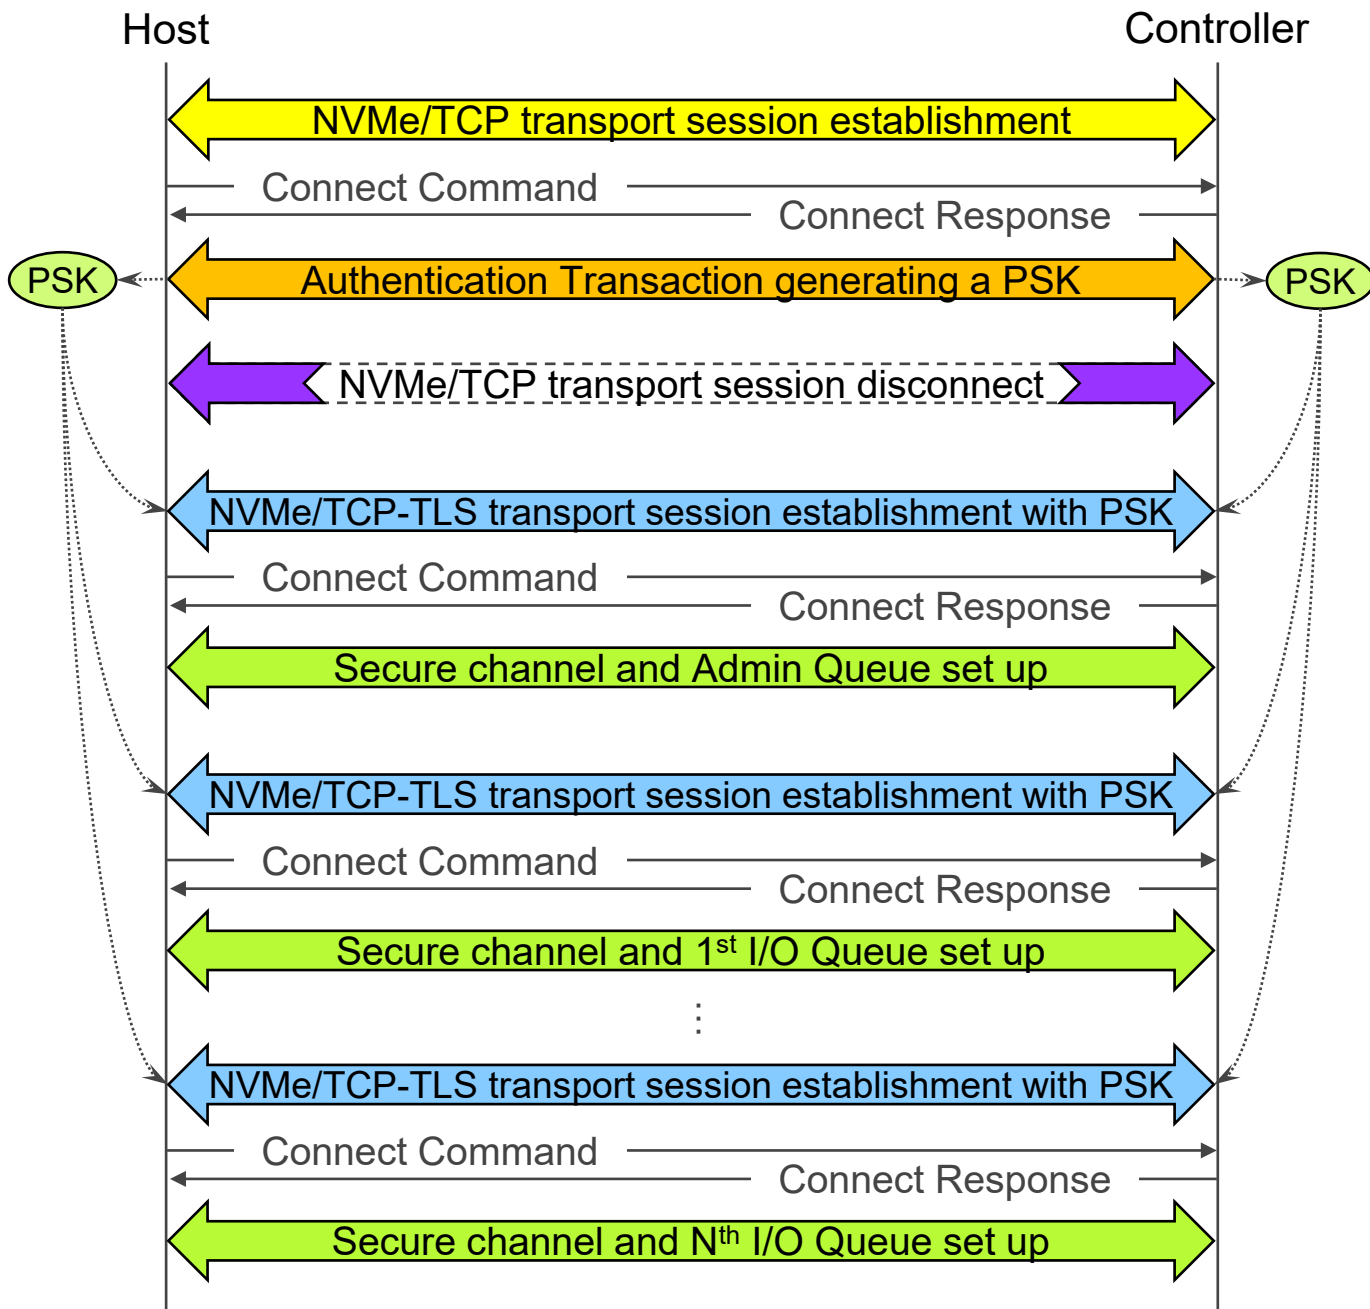 Host
Controller
NVMe/TCP transport session establishment
Connect Command
Connect Response
PSK
Authentication Transaction generating a PSK
PSK
NVMe/TCP transport session disconnect
NVMe/TCP-TLS transport session establishment with PSK
Connect Command
Connect Response
Secure channel and Admin Queue set up
NVMe/TCP-TLS transport session establishment with PSK
Connect Command
Connect Response
Secure channel and 1st I/O Queue set up
⋮
NVMe/TCP-TLS transport session establishment with PSK
Connect Command
Connect Response
Secure channel and Nth I/O Queue set up